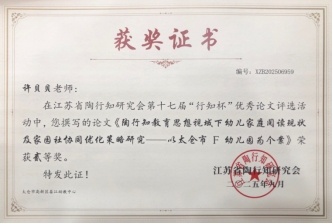 获奖证书
编号：XZB202506959
许贝贝老师：
在江苏省陶行知研究会第十七届“行知杯”优秀论文评选活
动中，您撰写的论文《陶行知教育思想视域下幼儿家庭阅读现状
及家园社协同优化策略研究——以太仓市F幼儿园为个案》荣
获贰等奖。
特发此证！
江苏省陶行知研究会
二〇二五年九月